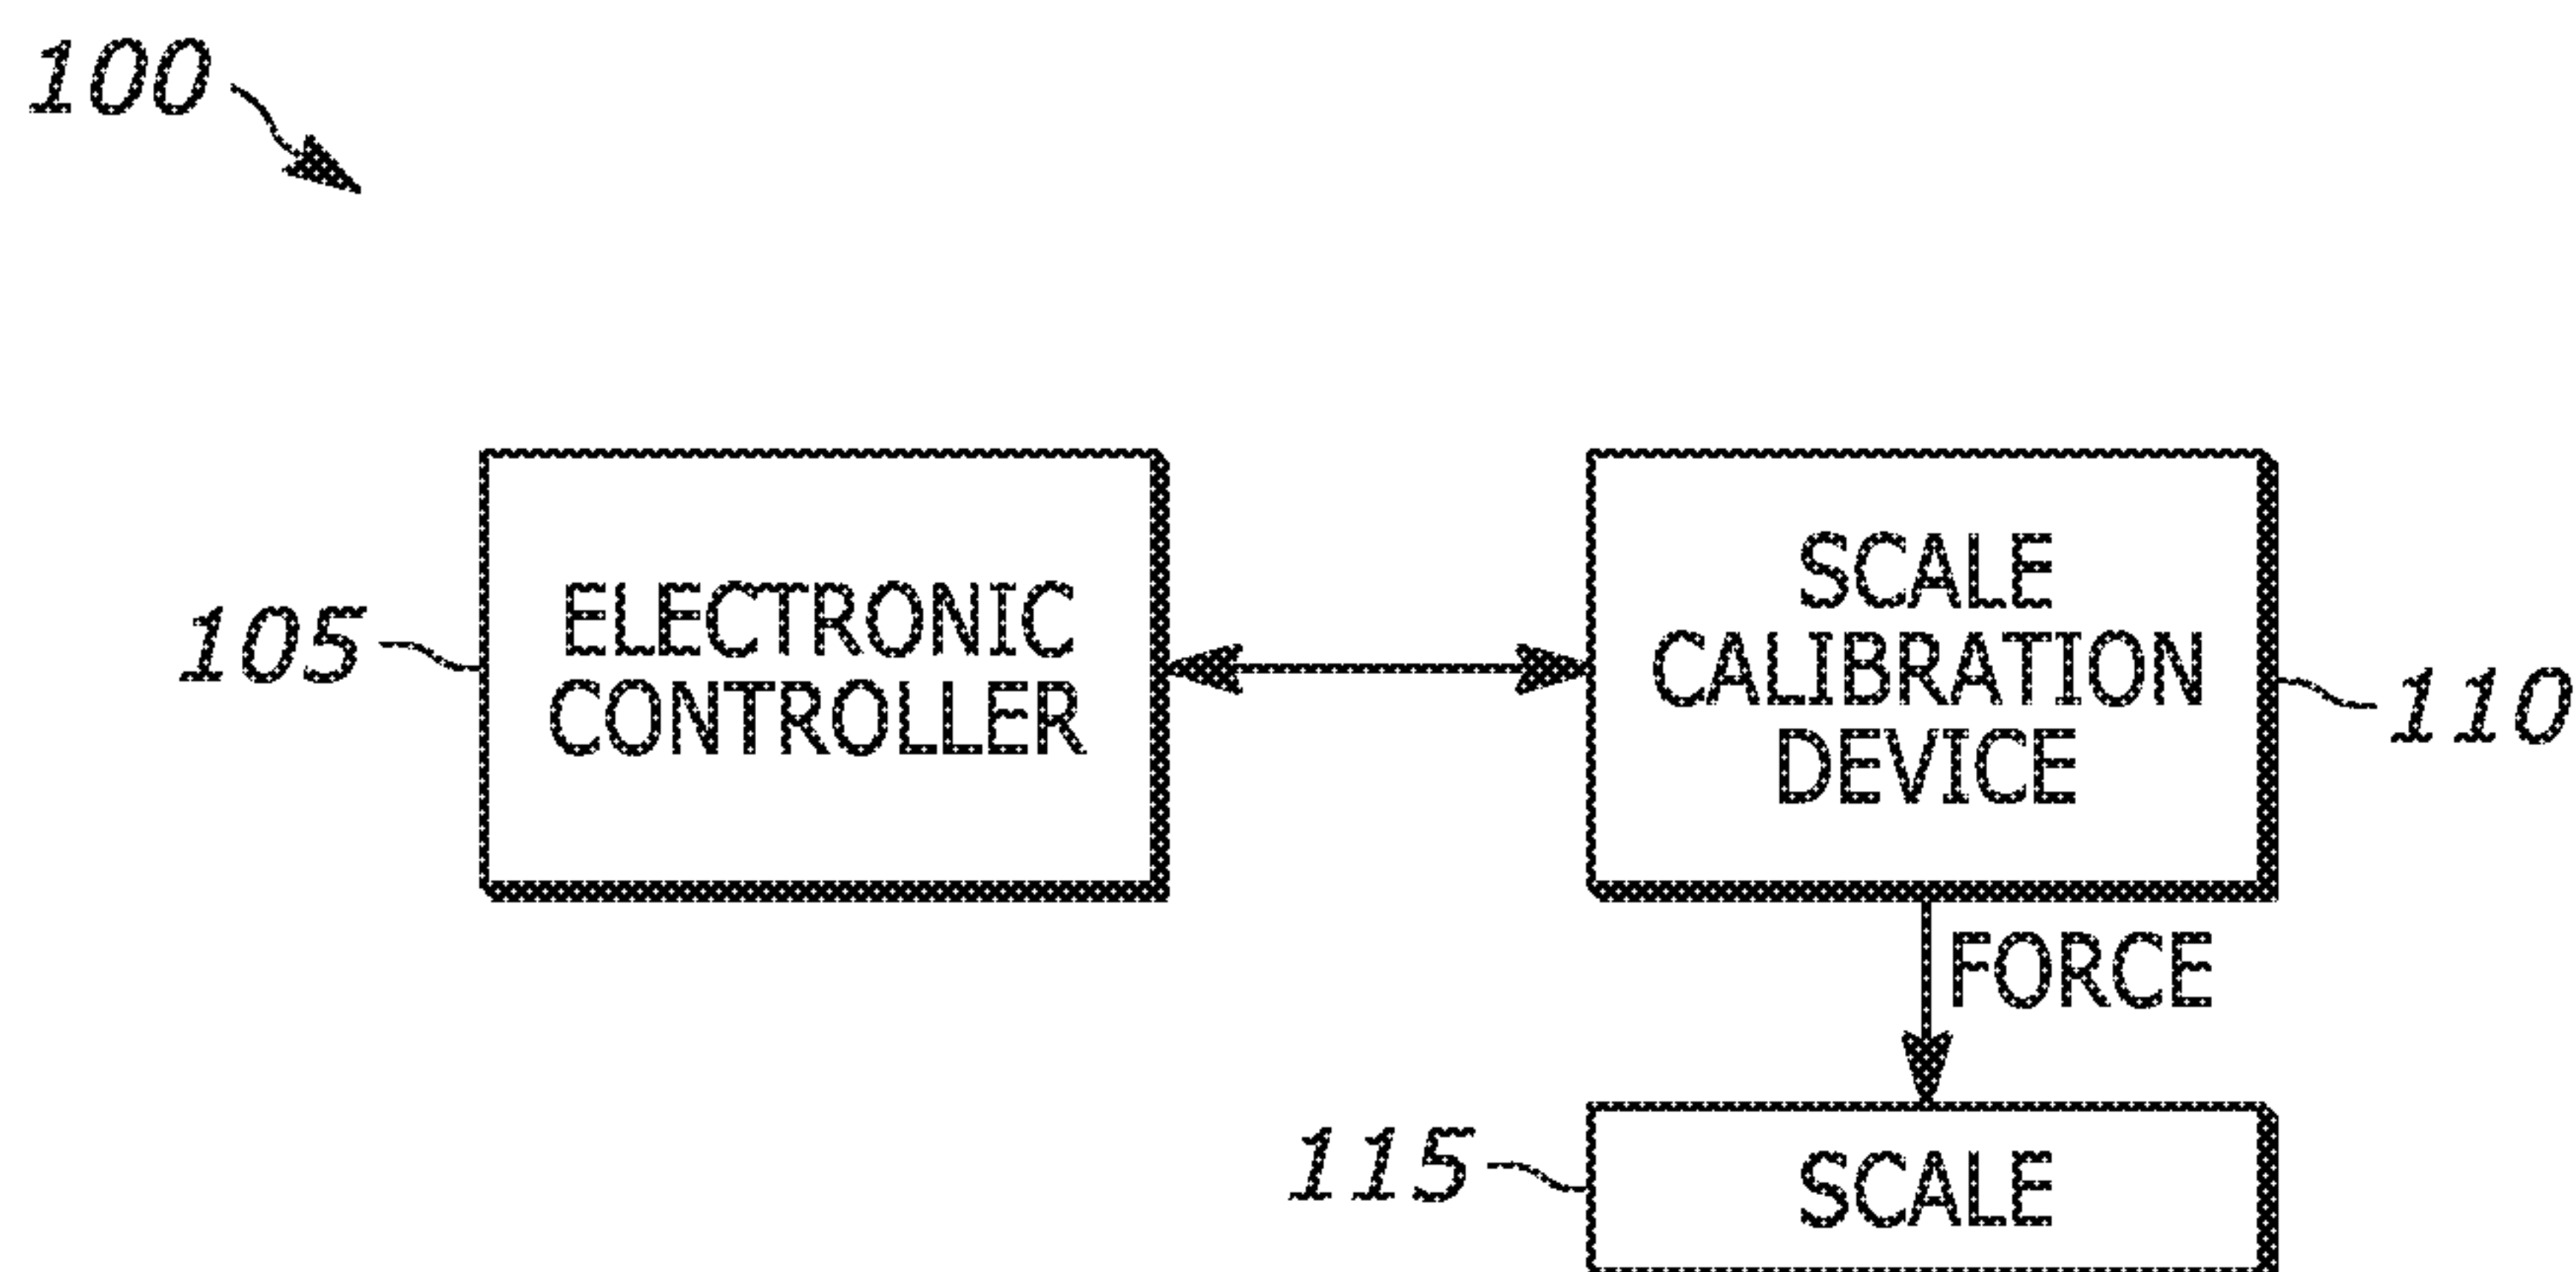 100
105
ELECTRONIC
CONTROLLER
SCALE
CALIBRATION
DEVICE
110
FORCE
115
SCALE